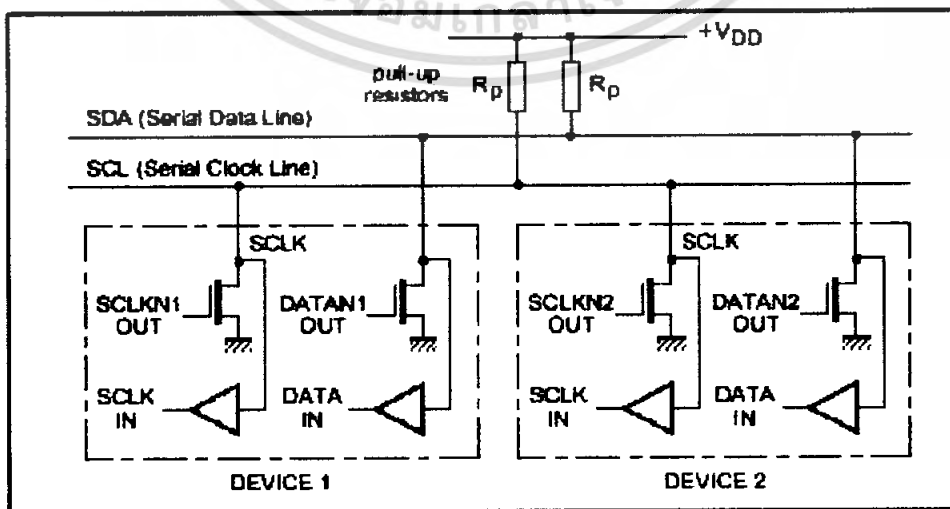 +VDD
pull-up
resistors
Rp
Rp
SDA (Serial Data Line)
SCL (Serial Clock Line)
SCLK
SCLKN1
OUT
DATAN1
OUT
SCLK
IN
DATA
IN
DEVICE 1
SCLK
SCLKN2
OUT
DATAN2
OUT
SCLK
IN
DATA
IN
DEVICE 2